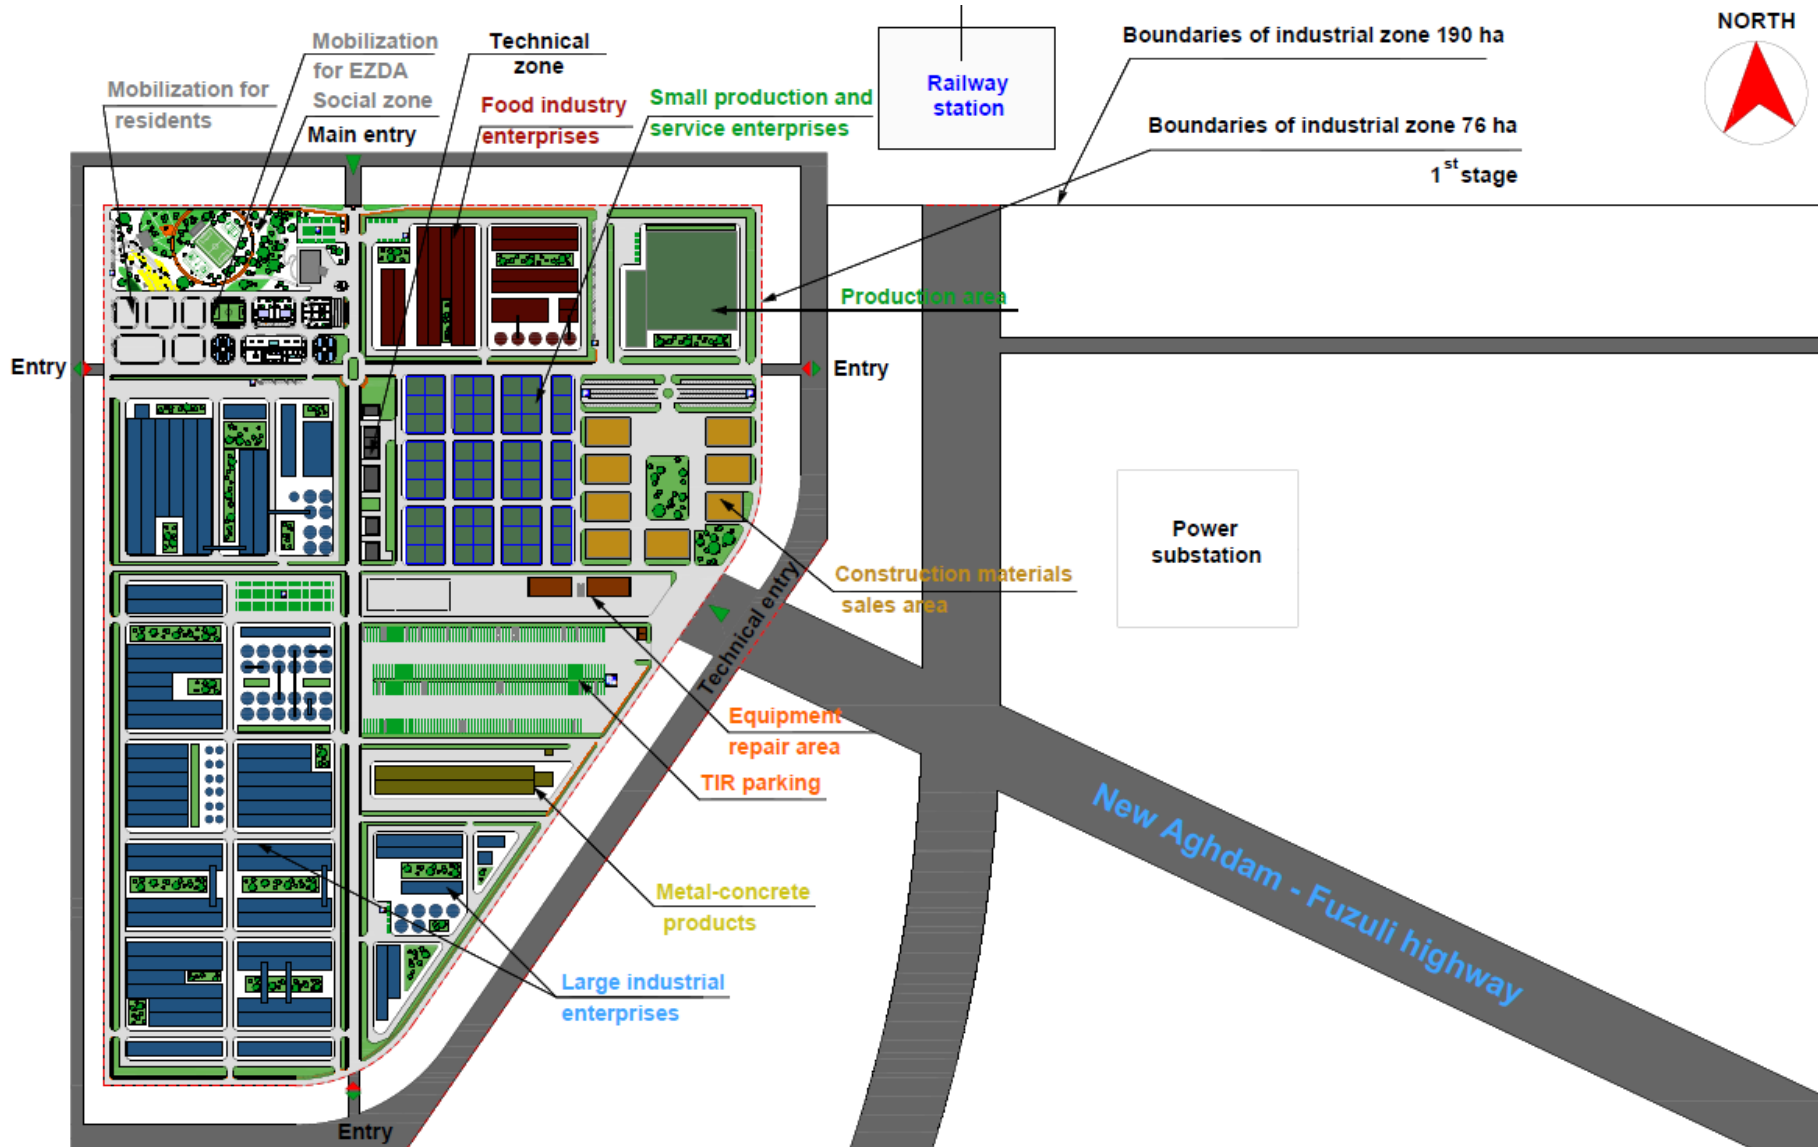 NORTH
Mobilization
for EZDA
Social zone
Main entry
Mobilization for
residents
Technical
zone
Food industry
enterprises
Small production and
service enterprises
Railway
station
Boundaries of industrial zone 190 ha
Boundaries of industrial zone 76 ha
1st stage
Production area
Entry
Entry
Power
substation
Construction materials
sales area
Technical entry
Equipment
repair area
TIR parking
New Aghdam - Fuzuli highway
Metal-concrete
products
Large industrial
enterprises
Entry